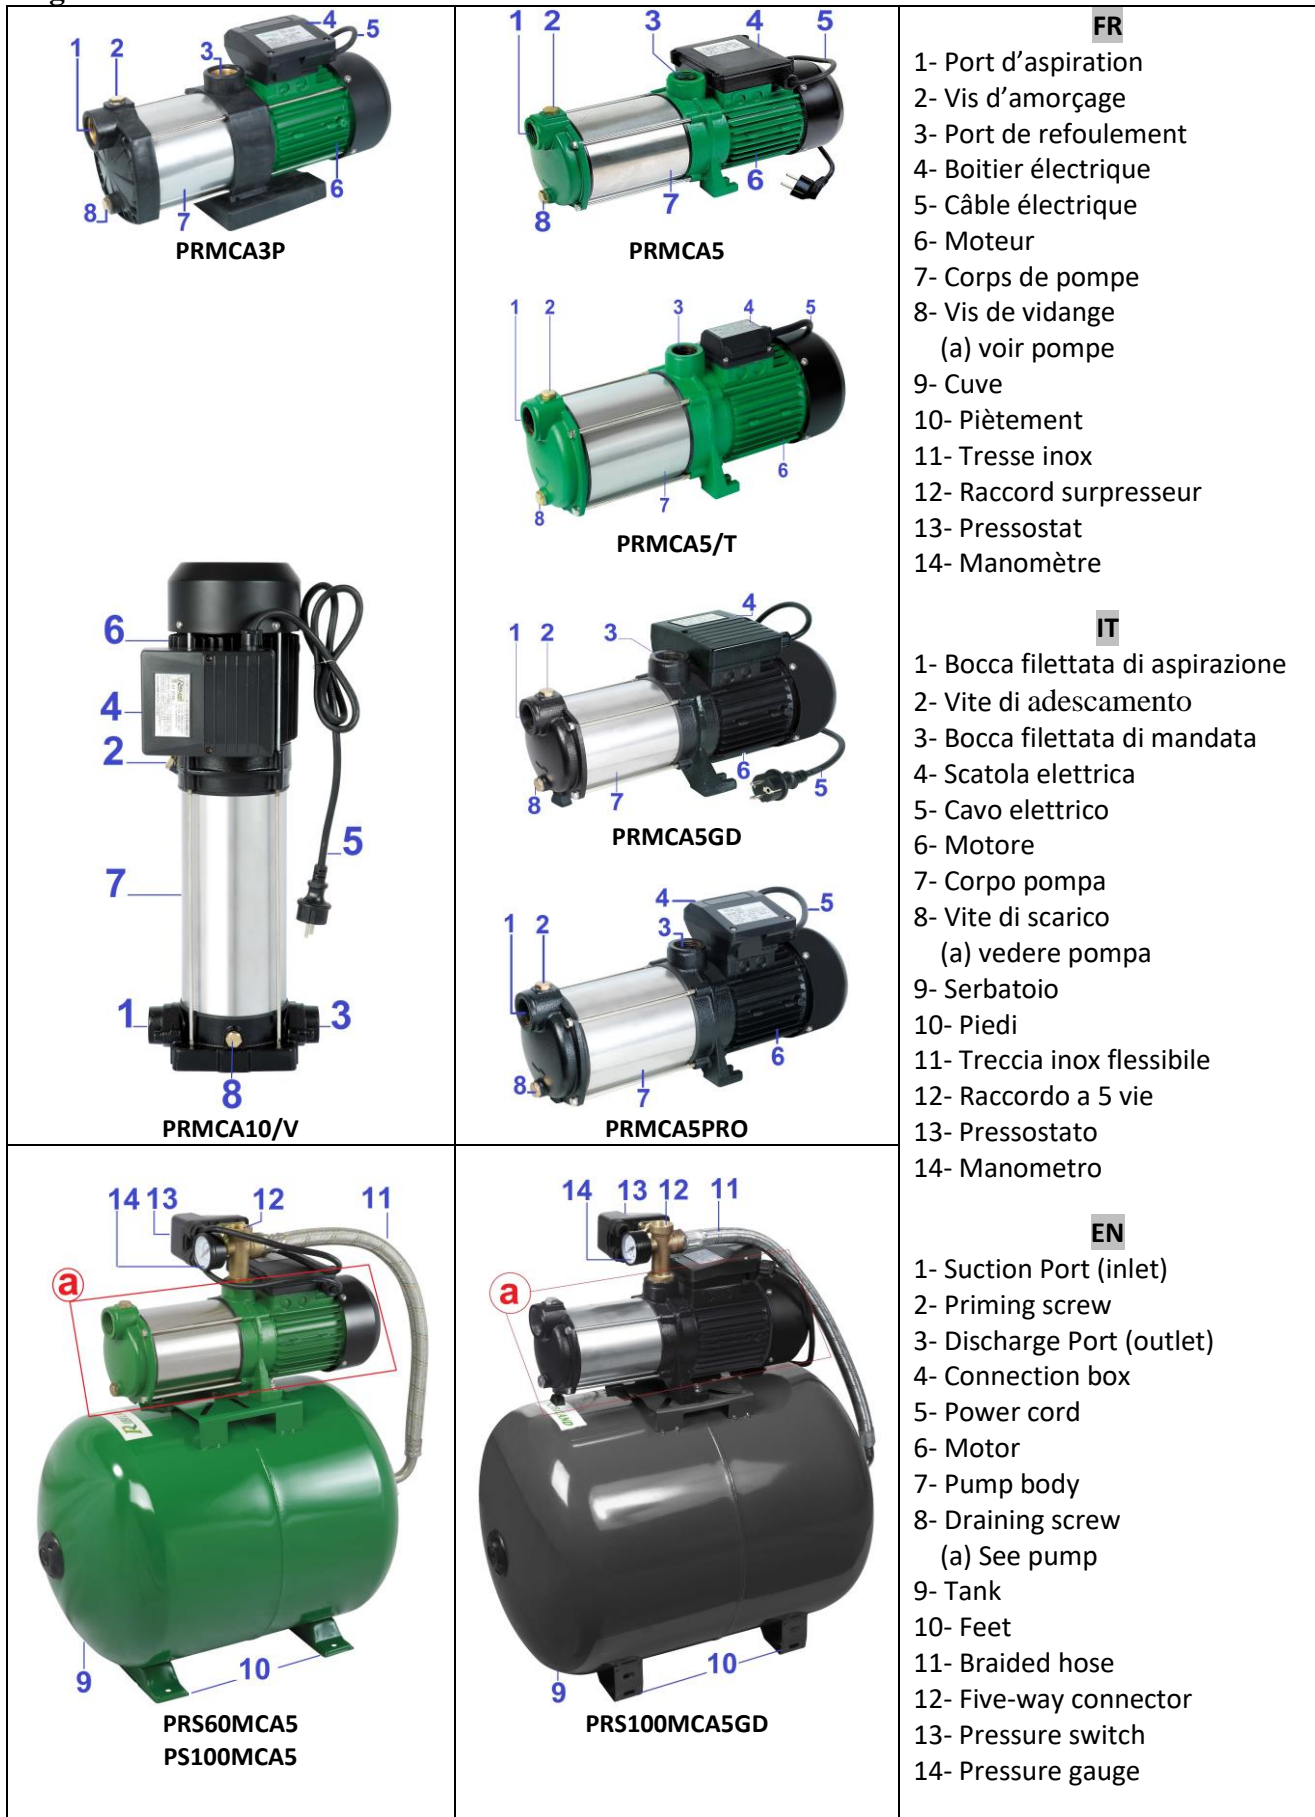 1
2
3
4
5
6
7
8
PRMCA3P
1
2
3
4
5
6
7
8
PRMCA5
1
2
3
4
5
6
7
8
PRMCA5/T
6
4
2
5
7
1
3
8
PRMCA10/V
1
2
3
4
5
6
7
8
PRMCA5GD
1
2
3
4
5
6
7
8
PRMCA5PRO
14 13 12 11
a
9
10
PRS60MCA5
PS100MCA5
14 13 12 11
a
9
10
PRS100MCA5GD
FR
1- Port d’aspiration
2- Vis d’amorçage
3- Port de refoulement
4- Boitier électrique
5- Câble électrique
6- Moteur
7- Corps de pompe
8- Vis de vidange
(a) voir pompe
9- Cuve
10- Piètement
11- Tresse inox
12- Raccord surpresseur
13- Pressostat
14- Manomètre
IT
1- Bocca filettata di aspirazione
2- Vite di adescamento
3- Bocca filettata di mandata
4- Scatola elettrica
5- Cavo elettrico
6- Motore
7- Corpo pompa
8- Vite di scarico
(a) vedere pompa
9- Serbatoio
10- Piedi
11- Treccia inox flessibile
12- Raccordo a 5 vie
13- Pressostato
14- Manometro
EN
1- Suction Port (inlet)
2- Priming screw
3- Discharge Port (outlet)
4- Connection box
5- Power cord
6- Motor
7- Pump body
8- Draining screw
(a) See pump
9- Tank
10- Feet
11- Braided hose
12- Five-way connector
13- Pressure switch
14- Pressure gauge